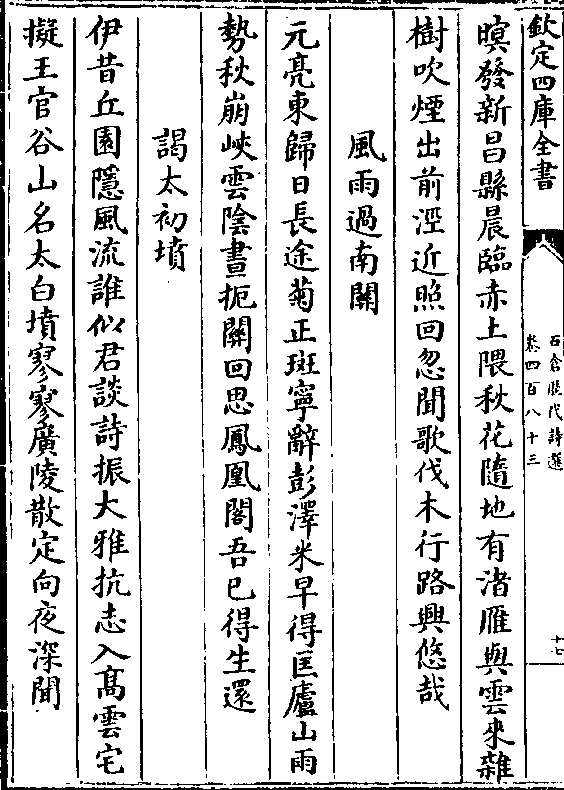 欽定四庫全書
石倉歷代詩選
卷四百八十三
十七
暝發新昌縣晨臨赤上隈秋花隨地有渚雁與雲來雜
樹吹煙出前溼近照回忽聞歌伐木行路興悠哉
風雨過南關
元亮東歸日長途菊正斑寧辭彭澤米早得匡廬山雨
勢秋崩峽雲陰晝扼關回思鳳凰閣吾已得生還
謁太初墳
伊昔丘園隱風流誰似君談詩振大雅抗志入髙雲宅
擬王官谷山名太白墳寥寥廣陵散定向夜深聞